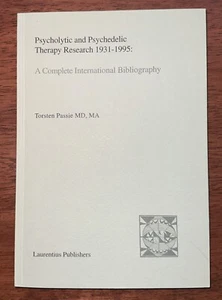 Psycholytic and Psychedelic
Therapy Research 1931-1995:
A Complete International Bibliography
Torsten Passie MD, MA
Laurentius Publishers